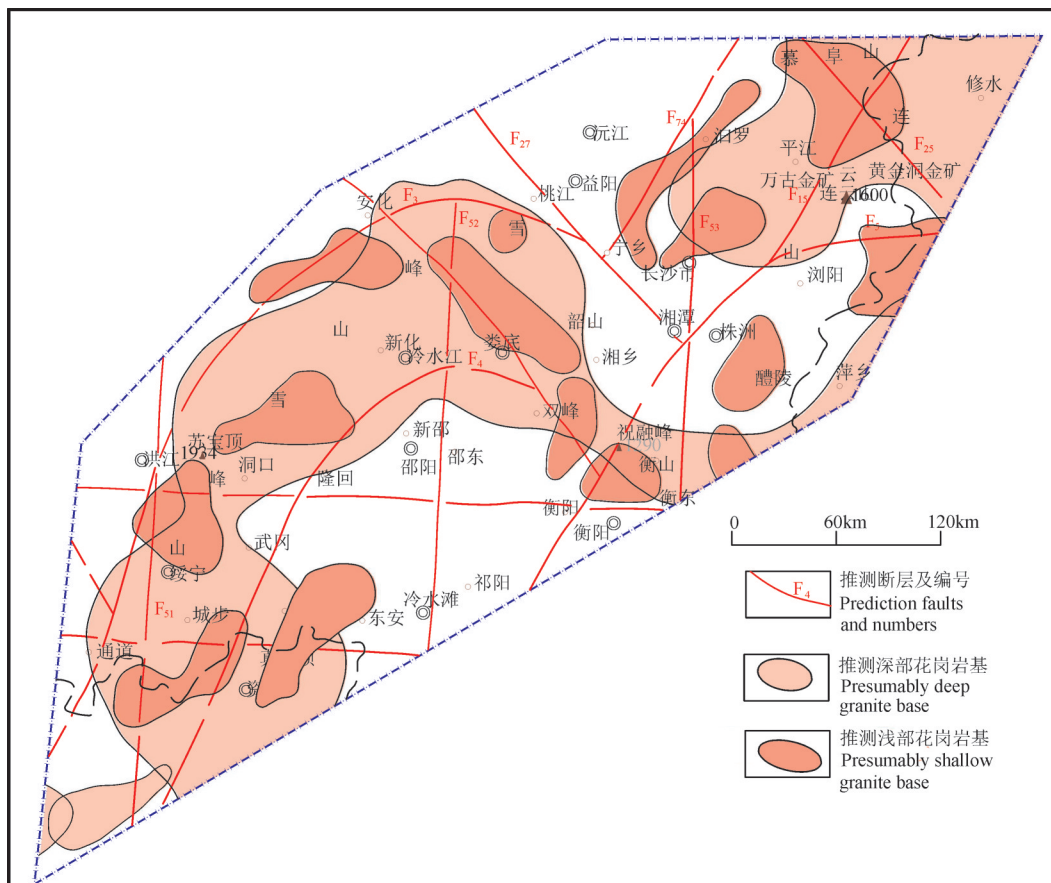 慕阜山
修水
F₇₄
沅江
汨罗
连
F₂₇
平江
F₂₅
万古金矿
云
黄金洞金矿
益阳
桃江
F₁₅
连
1600
安化
F₃
F₅₂
雪
F₅₃
F₅
宁乡
山
峰
长沙市
浏阳
山
韶山
湘潭
株洲
新化
冷水江
娄底
湘乡
F₄
醴陵
萍乡
雪
双峰
苏宝顶
新邵
祝融峰
洪江
1934
邵阳
邵东
衡山
峰
洞口
隆回
衡阳
衡东
衡阳
山
武冈
绥宁
祁阳
F₅₁
城步
冷水滩
东安
通道
0
60km
120km
F₄
推测断层及编号
Prediction faults
and numbers
推测深部花岗岩基
Presumably deep
granite base
推测浅部花岗岩基
Presumably shallow
granite base